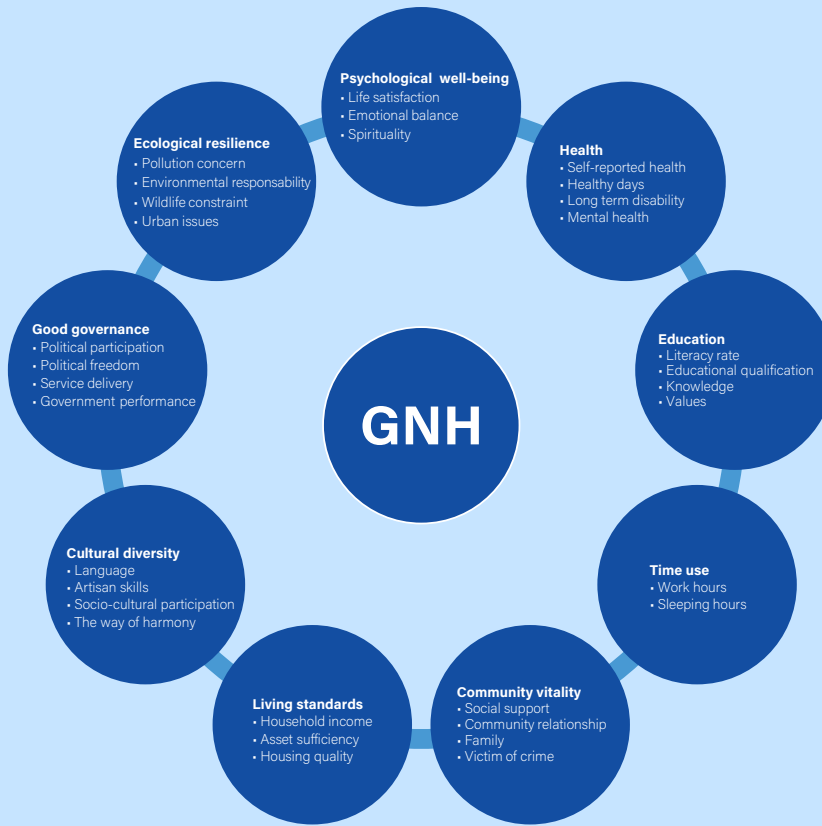 Psychological well-being
• Life satisfaction
• Emotional balance
• Spirituality
Health
• Self-reported health
• Healthy days
• Long term disability
• Mental health
Education
• Literacy rate
• Educational qualification
• Knowledge
• Values
Time use
• Work hours
• Sleeping hours
Community vitality
• Social support
• Community relationship
• Family
• Victim of crime
Living standards
• Household income
• Asset sufficiency
• Housing quality
Cultural diversity
• Language
• Artisan skills
• Socio-cultural participation
• The way of harmony
Good governance
• Political participation
• Political freedom
• Service delivery
• Government performance
Ecological resilience
• Pollution concern
• Environmental responsability
• Wildlife constraint
• Urban issues
GNH